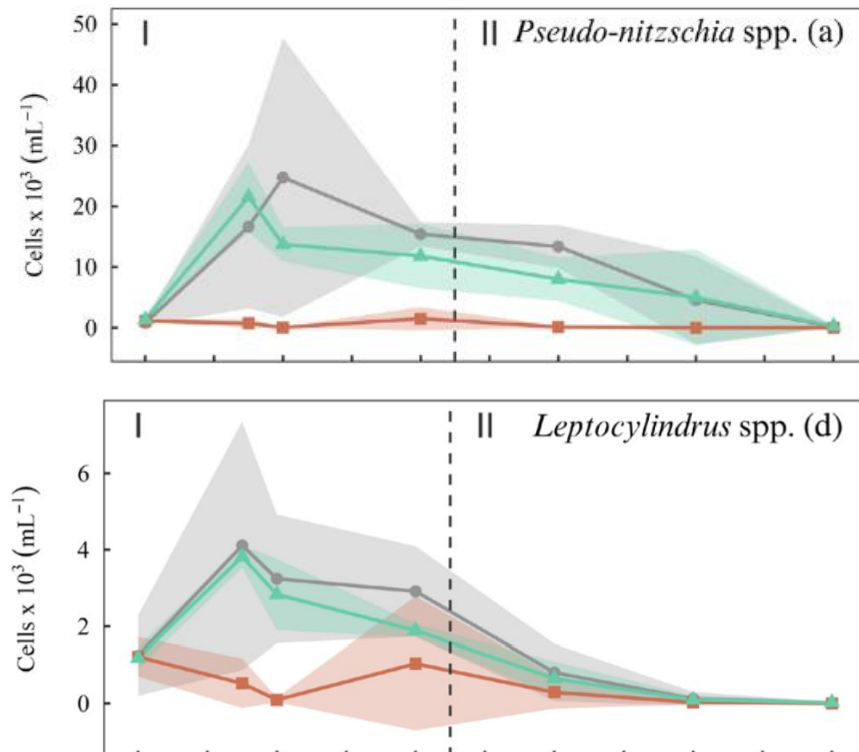 I II Pseudo-nitzschia spp. (a)
50
40
30
20
10
0
Cells x 10³ (mL⁻¹)
I II Leptocylindrus spp. (d)
6
4
2
0
Cells x 10³ (mL⁻¹)